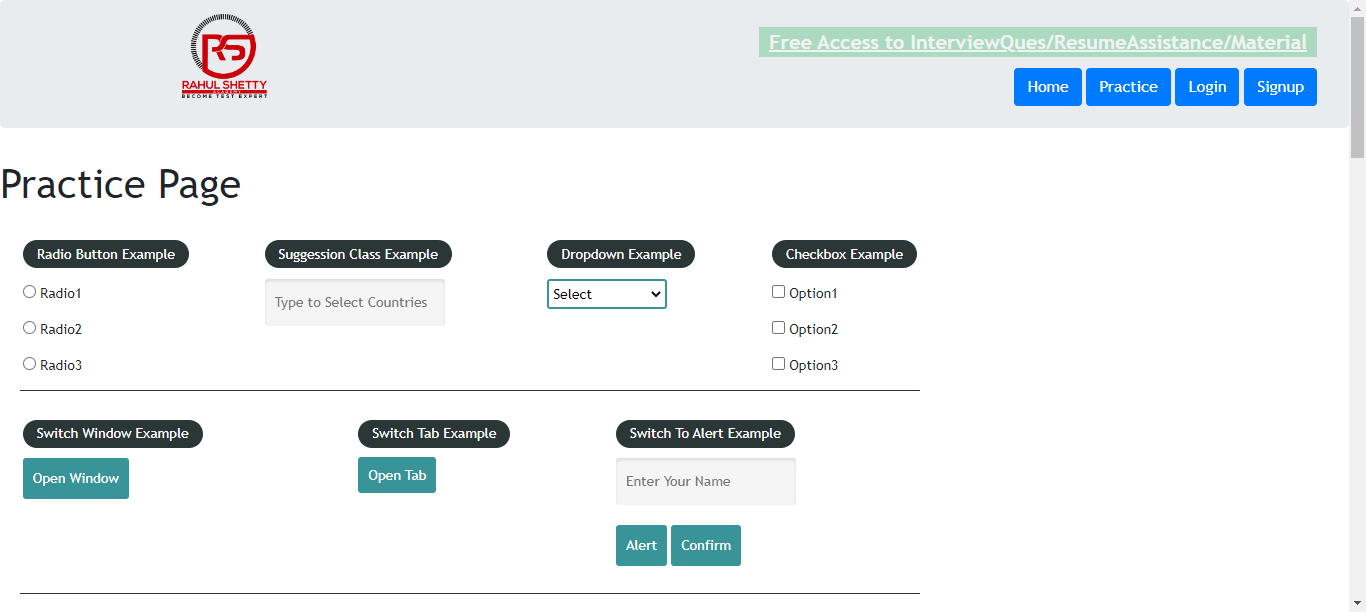 RS
RAHUL SHETTY
ACADEMY
BECOME TEST EXPERT
Free Access to InterviewQues/ResumeAssistance/Material
Home Practice Login Signup
Practice Page
Radio Button Example Suggession Class Example Dropdown Example Checkbox Example
Radio1 Type to Select Countries Select Option1
Radio2 Option2
Radio3 Option3
Switch Window Example Switch Tab Example Switch To Alert Example
Open Window Open Tab Enter Your Name
Alert Confirm